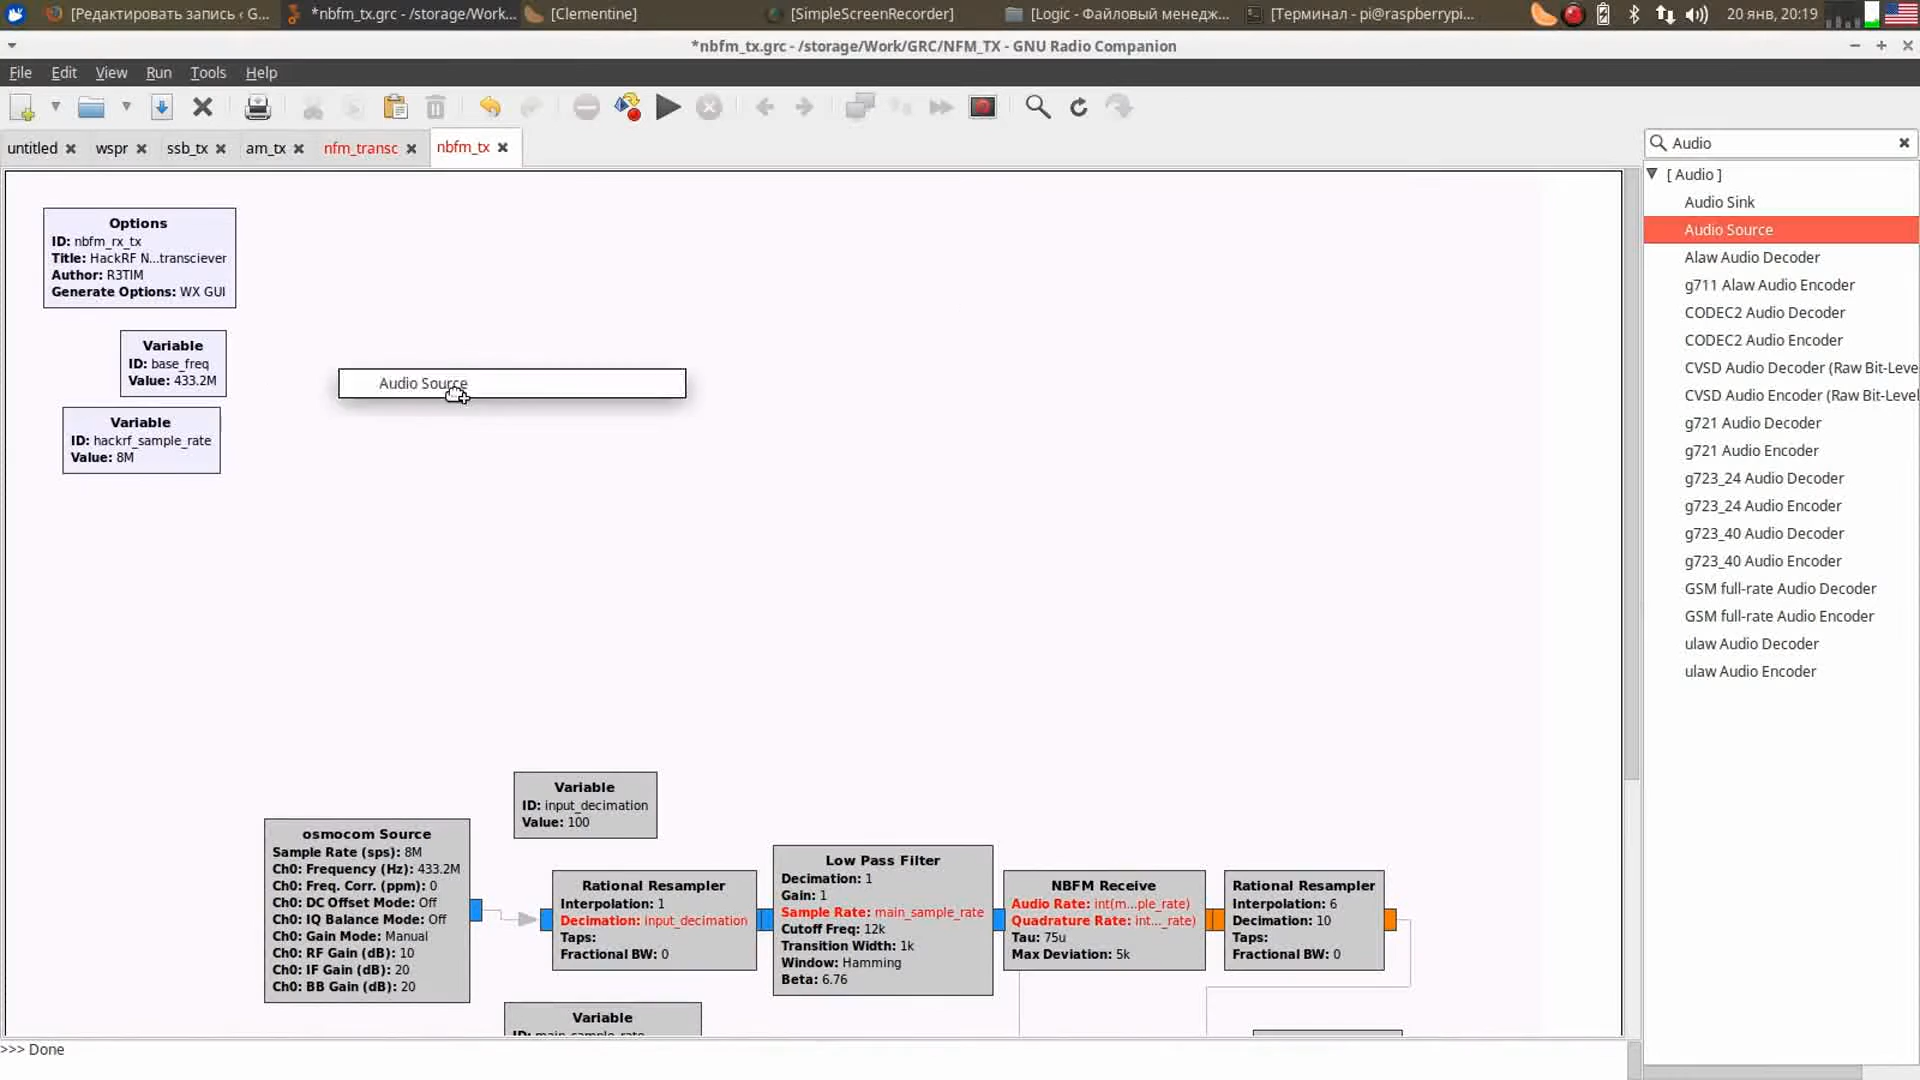 [Редактировать запись ‹ G...
*nbfm_tx.grc - /storage/Work...
[Clementine]
[SimpleScreenRecorder]
[Logic - Файловый менедж...
[Терминал - pi@raspberrypi...
20 янв, 20:19
*nbfm_tx.grc - /storage/Work/GRC/NFM_TX - GNU Radio Companion
File Edit View Run Tools Help
untitled
wspr
ssb_tx
am_tx
nfm_transc
nbfm_tx
Options
ID: nbfm_rx_tx
Title: HackRF N...transciever
Author: R3TIM
Generate Options: WX GUI
Variable
ID: base_freq
Value: 433.2M
Variable
ID: hackrf_sample_rate
Value: 8M
Audio Source
Variable
ID: input_decimation
Value: 100
osmocom Source
Sample Rate (sps): 8M
Ch0: Frequency (Hz): 433.2M
Ch0: Freq. Corr. (ppm): 0
Ch0: DC Offset Mode: Off
Ch0: IQ Balance Mode: Off
Ch0: Gain Mode: Manual
Ch0: RF Gain (dB): 10
Ch0: IF Gain (dB): 20
Ch0: BB Gain (dB): 20
Rational Resampler
Interpolation: 1
Decimation: input_decimation
Taps:
Fractional BW: 0
Low Pass Filter
Decimation: 1
Gain: 1
Sample Rate: main_sample_rate
Cutoff Freq: 12k
Transition Width: 1k
Window: Hamming
Beta: 6.76
NBFM Receive
Audio Rate: int(m...ple_rate)
Quadrature Rate: int..._rate)
Tau: 75u
Max Deviation: 5k
Rational Resampler
Interpolation: 6
Decimation: 10
Taps:
Fractional BW: 0
Variable
ID: main_sample_rate
>>> Done
Audio
[ Audio ]
Audio Sink
Audio Source
Alaw Audio Decoder
g711 Alaw Audio Encoder
CODEC2 Audio Decoder
CODEC2 Audio Encoder
CVSD Audio Decoder (Raw Bit-Leve
CVSD Audio Encoder (Raw Bit-Level
g721 Audio Decoder
g721 Audio Encoder
g723_24 Audio Decoder
g723_24 Audio Encoder
g723_40 Audio Decoder
g723_40 Audio Encoder
GSM full-rate Audio Decoder
GSM full-rate Audio Encoder
ulaw Audio Decoder
ulaw Audio Encoder